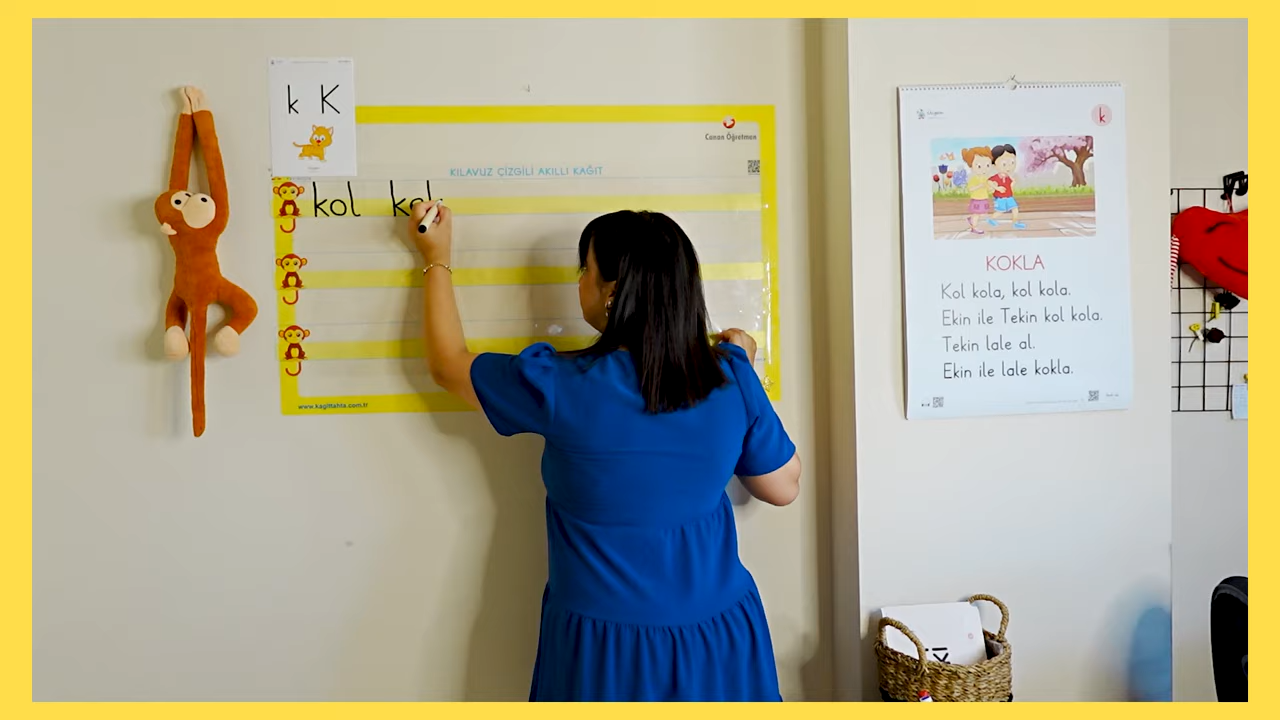 k K
Canan Öğretmen
KILAVUZ ÇİZGİLİ AKILLI KAĞIT
kol
www.kagittahta.com.tr
k
KOKLA
Kol kola, kol kola.
Ekin ile Tekin kol kola.
Tekin lale al.
Ekin ile lale kokla.